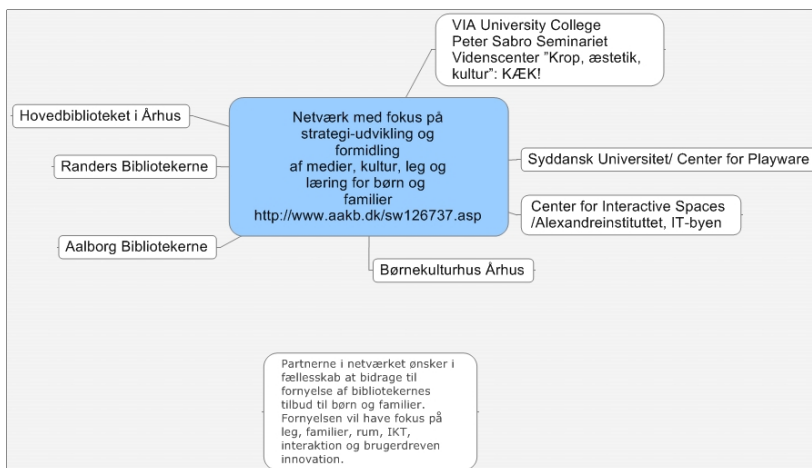 VIA University College
Peter Sabro Seminariet
Videnscenter ”Krop, æstetik,
kultur”: KÆK!
Hovedbiblioteket i Århus
Netværk med fokus på
strategi-udvikling og
formidling
af medier, kultur, leg og
læring for børn og
familier
http://www.aakb.dk/sw126737.asp
Randers Bibliotekerne
Syddansk Universitet/ Center for Playware
Center for Interactive Spaces
/Alexandreinstituttet, IT-byen
Aalborg Bibliotekerne
Børnekulturhus Århus
Partnerne i netværket ønsker i
fællesskab at bidrage til
fornyelse af bibliotekernes
tilbud til børn og familier.
Fornyelsen vil have fokus på
leg, familier, rum, IKT,
interaktion og brugerdreven
innovation.